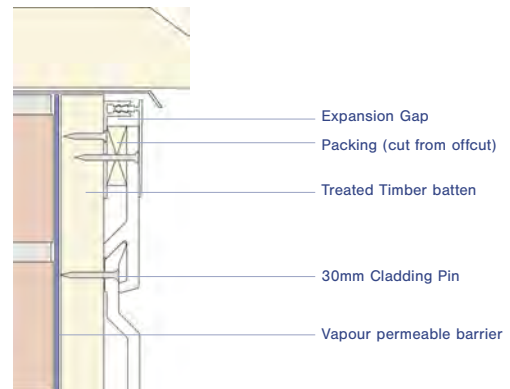 Expansion Gap
Packing (cut from offcut)
Treated Timber batten
30mm Cladding Pin
Vapour permeable barrier